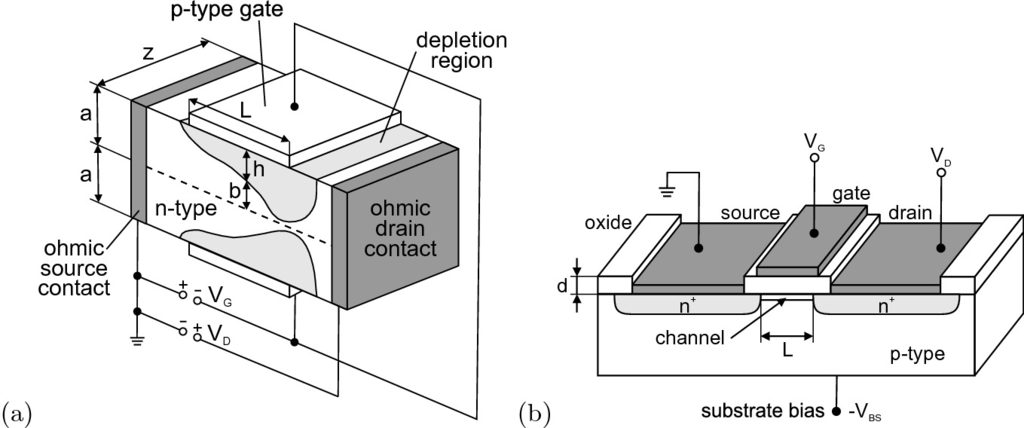 p-type gate
depletion
region
z
L
a
h
a
b
n-type
ohmic
drain
contact
ohmic
source
contact
+ - V_G
- + V_D
(a)
V_G
V_D
gate
source
drain
oxide
d
n⁺
n⁺
channel
L
p-type
substrate bias
-V_BS
(b)